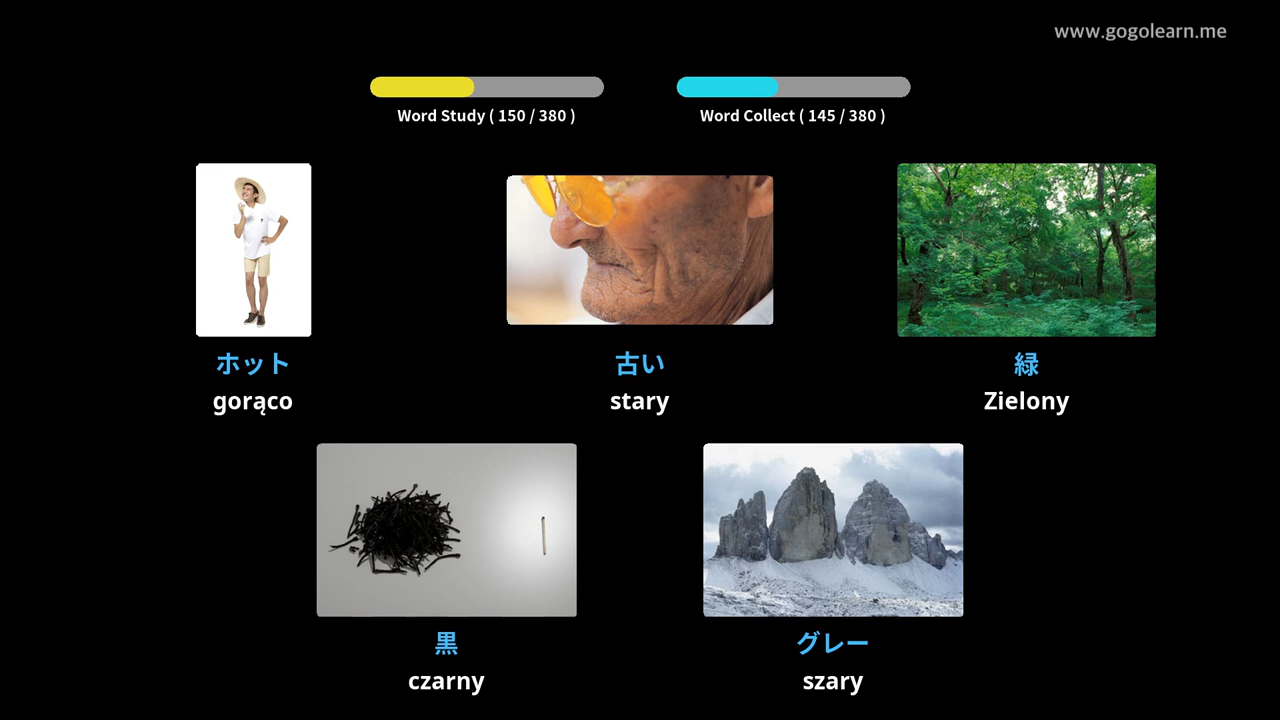 www.gogolearn.me
Word Study ( 150 / 380 )
Word Collect ( 145 / 380 )
ホット
gorąco
古い
stary
緑
Zielony
黒
czarny
グレー
szary